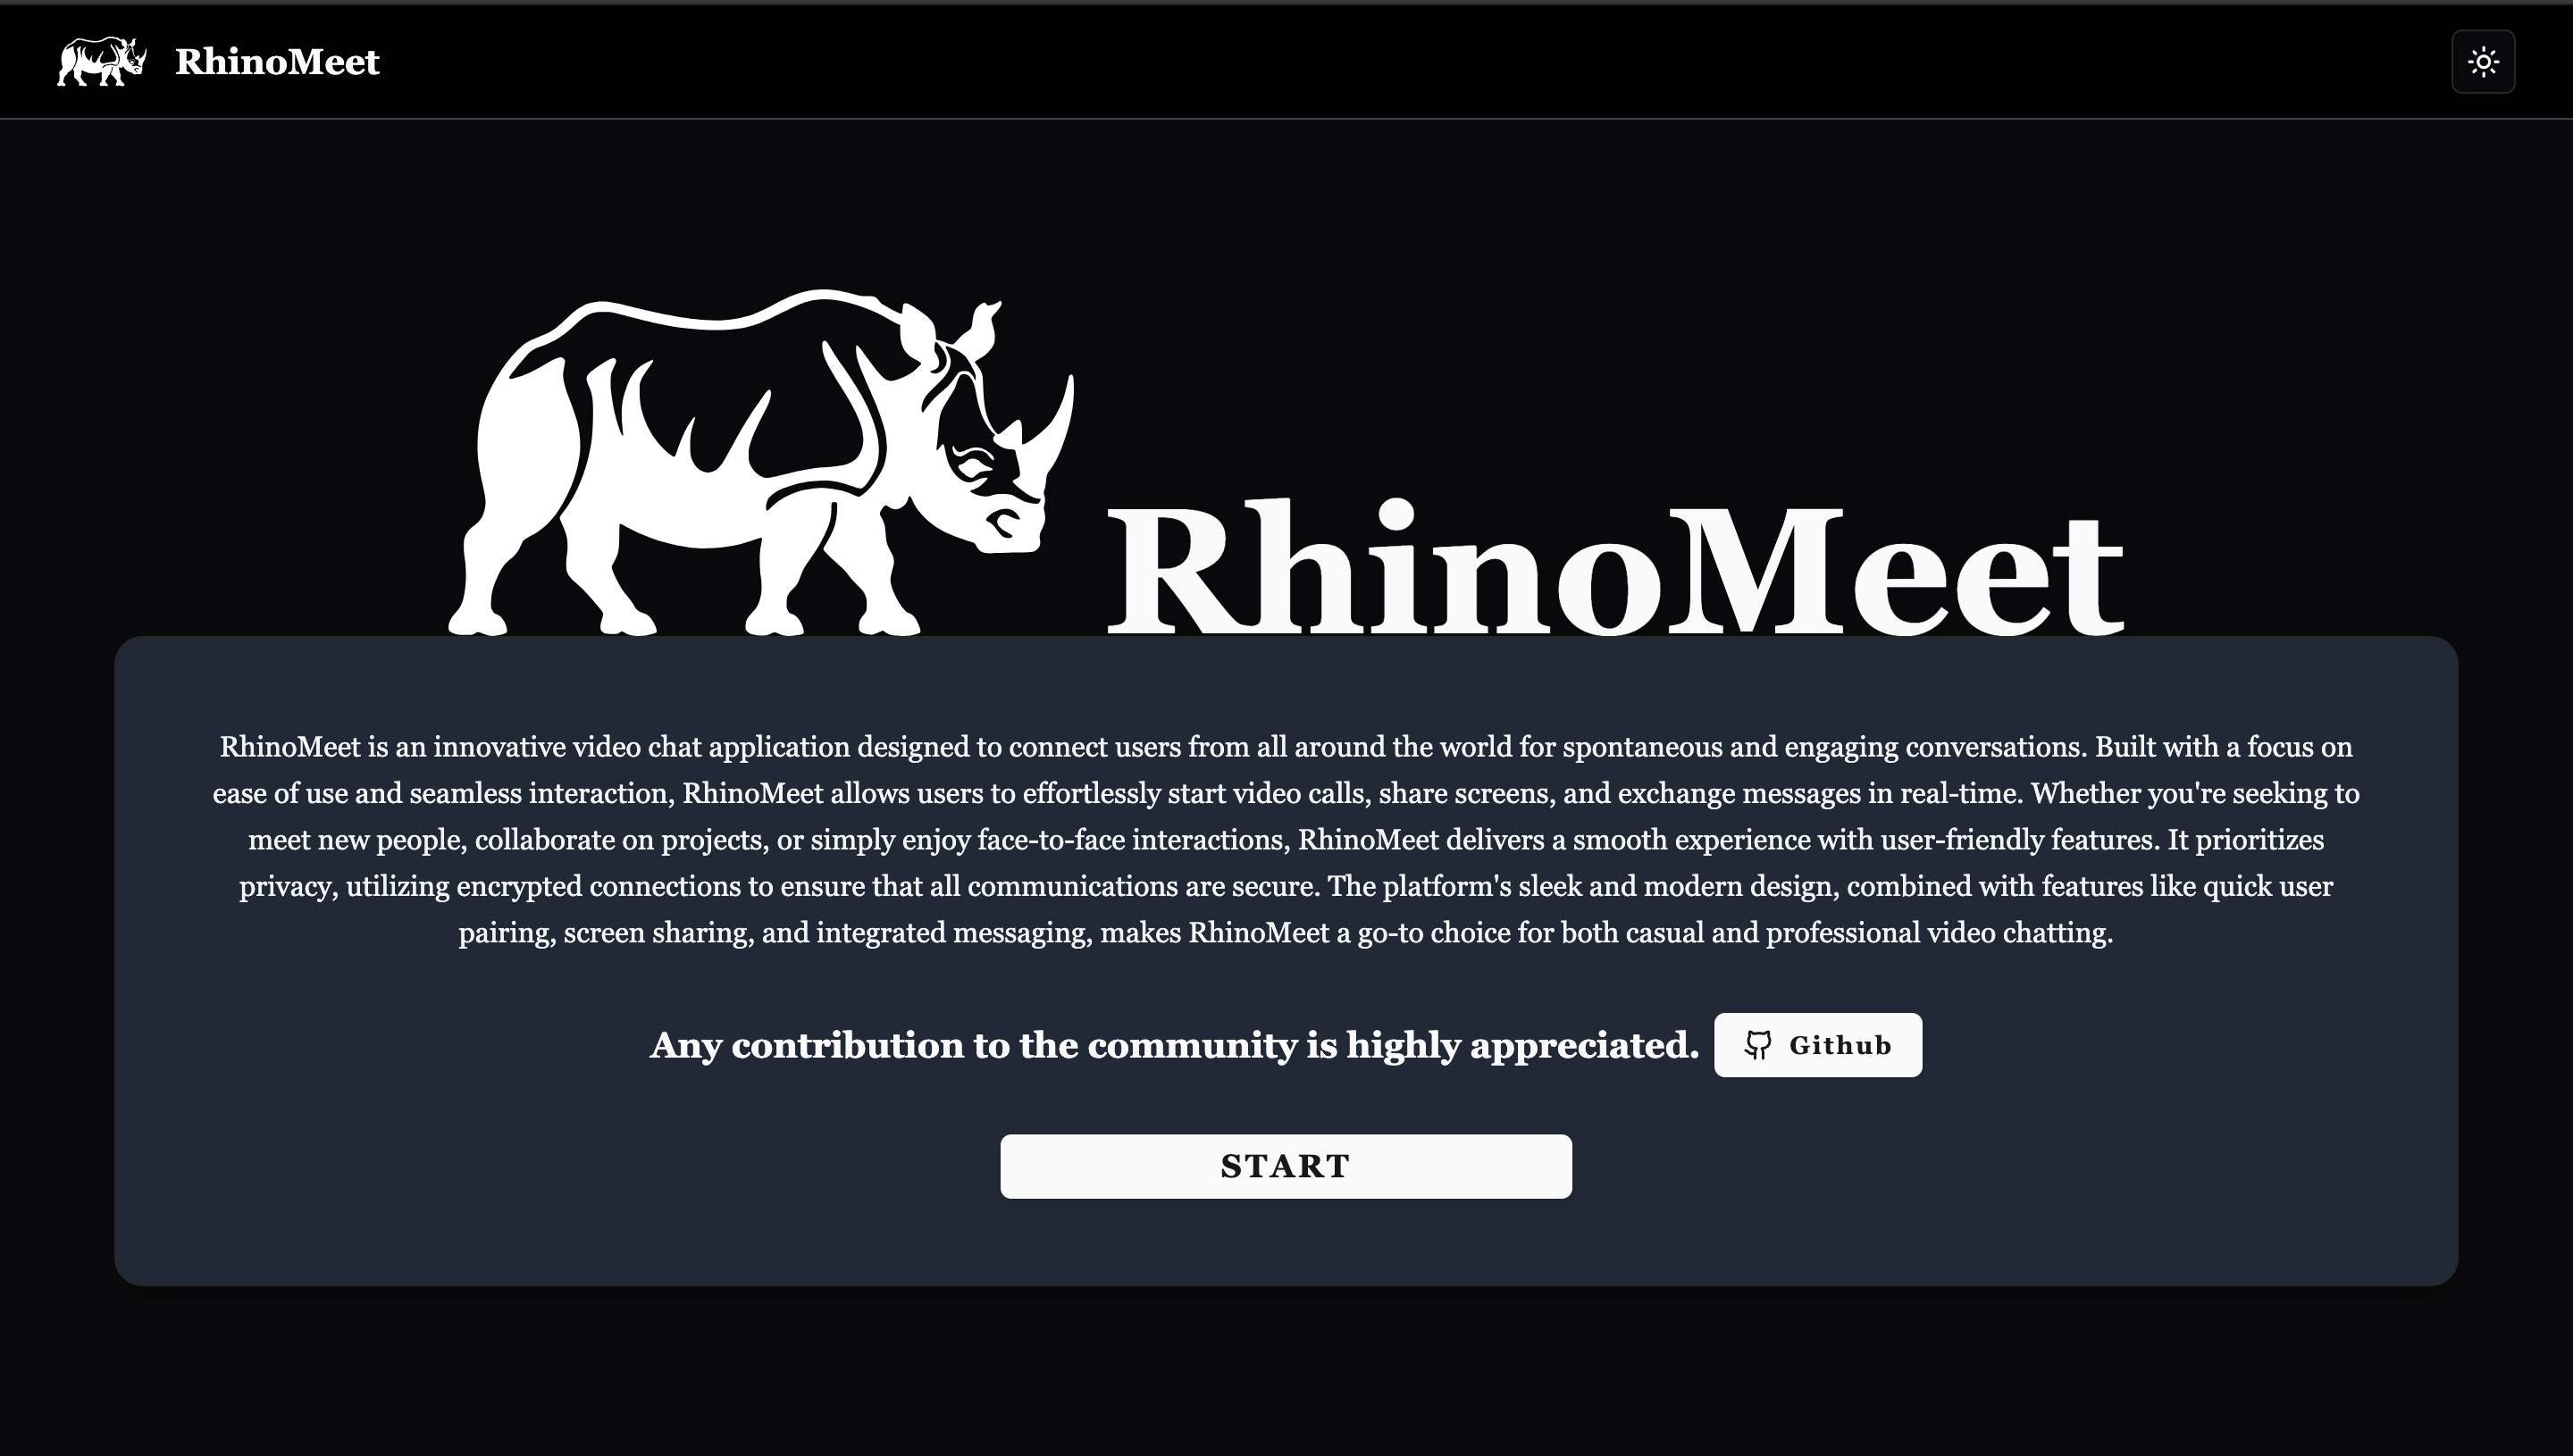 RhinoMeet
RhinoMeet
RhinoMeet is an innovative video chat application designed to connect users from all around the world for spontaneous and engaging conversations. Built with a focus on
ease of use and seamless interaction, RhinoMeet allows users to effortlessly start video calls, share screens, and exchange messages in real-time. Whether you're seeking to
meet new people, collaborate on projects, or simply enjoy face-to-face interactions, RhinoMeet delivers a smooth experience with user-friendly features. It prioritizes
privacy, utilizing encrypted connections to ensure that all communications are secure. The platform's sleek and modern design, combined with features like quick user
pairing, screen sharing, and integrated messaging, makes RhinoMeet a go-to choice for both casual and professional video chatting.
Any contribution to the community is highly appreciated. Github
START